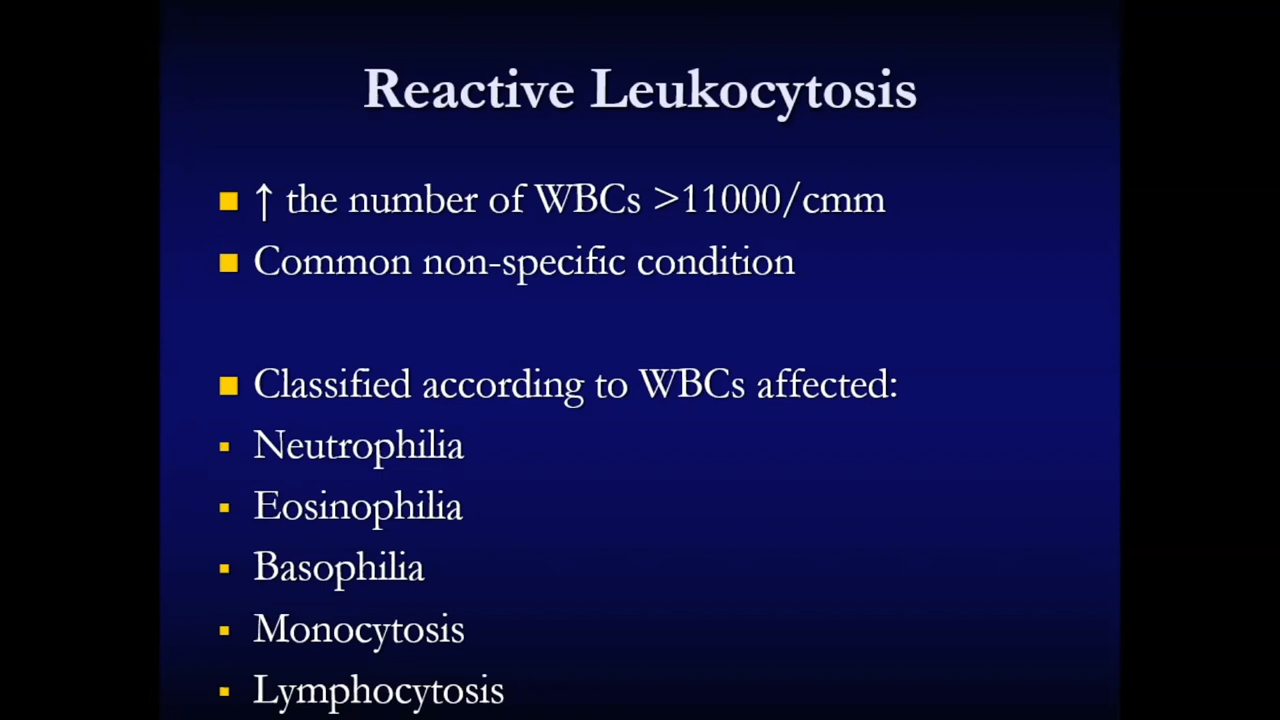 Reactive Leukocytosis
↑ the number of WBCs >11000/cmm
Common non-specific condition
Classified according to WBCs affected:
Neutrophilia
Eosinophilia
Basophilia
Monocytosis
Lymphocytosis